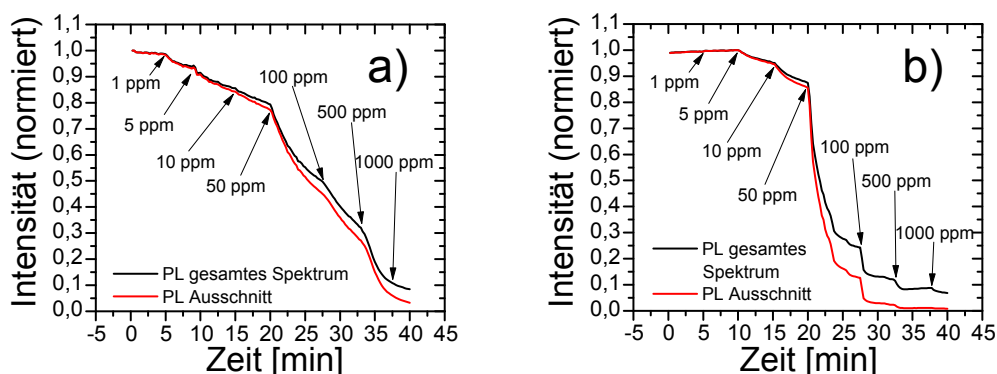 a)
Intensität (normiert)
1,1
1,0
0,9
0,8
0,7
0,6
0,5
0,4
0,3
0,2
0,1
0,0
1 ppm
5 ppm
10 ppm
50 ppm
100 ppm
500 ppm
1000 ppm
PL gesamtes Spektrum
PL Ausschnitt
-5 0 5 10 15 20 25 30 35 40 45
Zeit [min]
b)
Intensität (normiert)
1,1
1,0
0,9
0,8
0,7
0,6
0,5
0,4
0,3
0,2
0,1
0,0
1 ppm
5 ppm
10 ppm
50 ppm
100 ppm
500 ppm
1000 ppm
PL gesamtes
Spektrum
PL Ausschnitt
-5 0 5 10 15 20 25 30 35 40 45
Zeit [min]